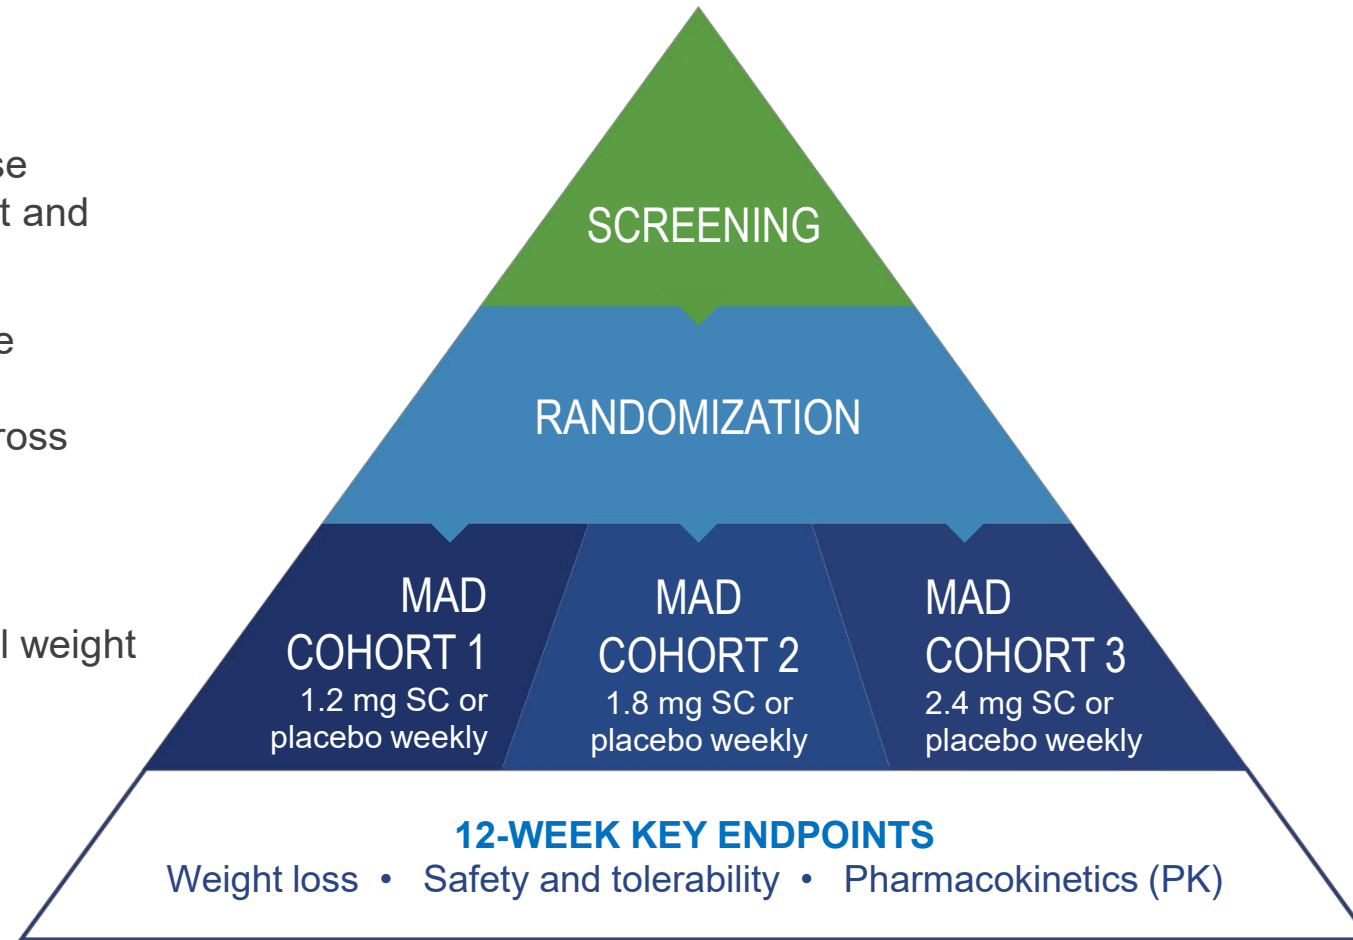 se
t and
e
ross
l weight
SCREENING
RANDOMIZATION
MAD
COHORT 1
1.2 mg SC or
placebo weekly
MAD
COHORT 2
1.8 mg SC or
placebo weekly
MAD
COHORT 3
2.4 mg SC or
placebo weekly
12-WEEK KEY ENDPOINTS
Weight loss • Safety and tolerability • Pharmacokinetics (PK)